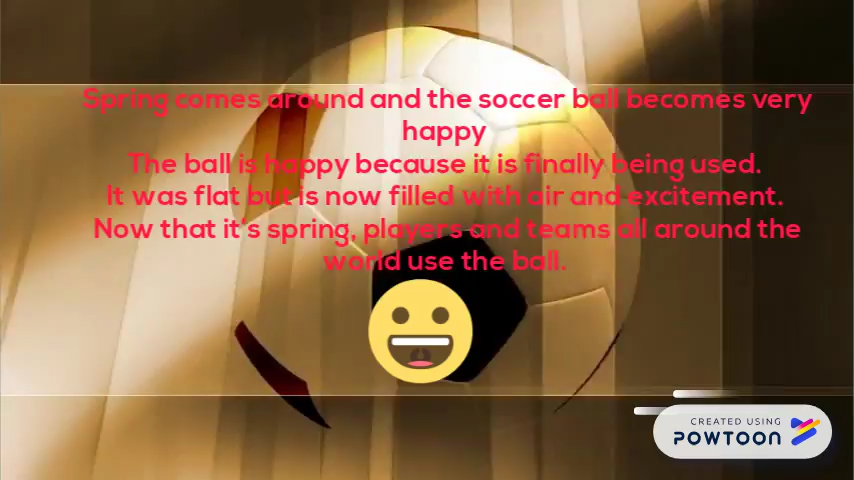 Spring comes around and the soccer ball becomes very
happy
The ball is happy because it is finally being used.
It was flat but is now filled with air and excitement.
Now that it's spring, players and teams all around the
world use the ball.
CREATED USING
POWTOON